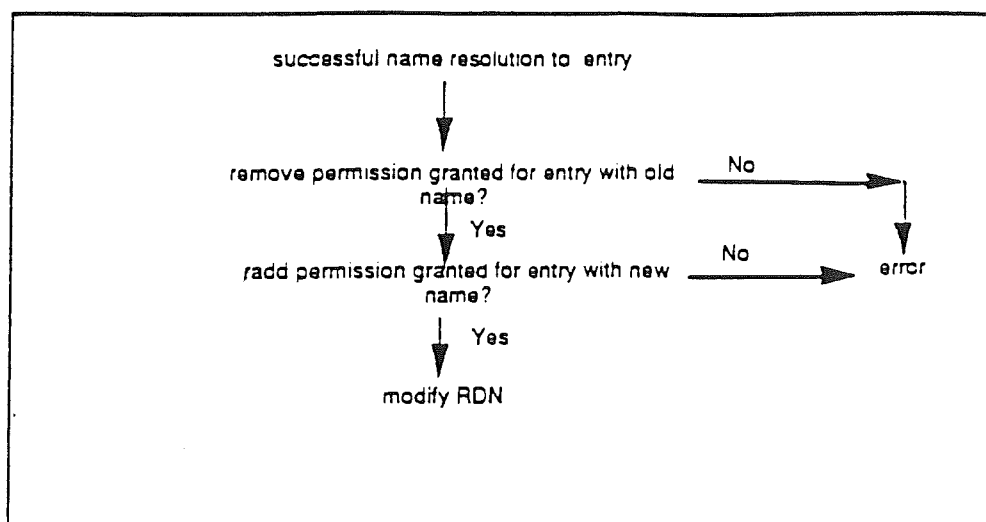 successful name resolution to entry
remove permission granted for entry with old
No
name?
Yes
radd permission granted for entry with new
No
error
name?
Yes
modify RDN